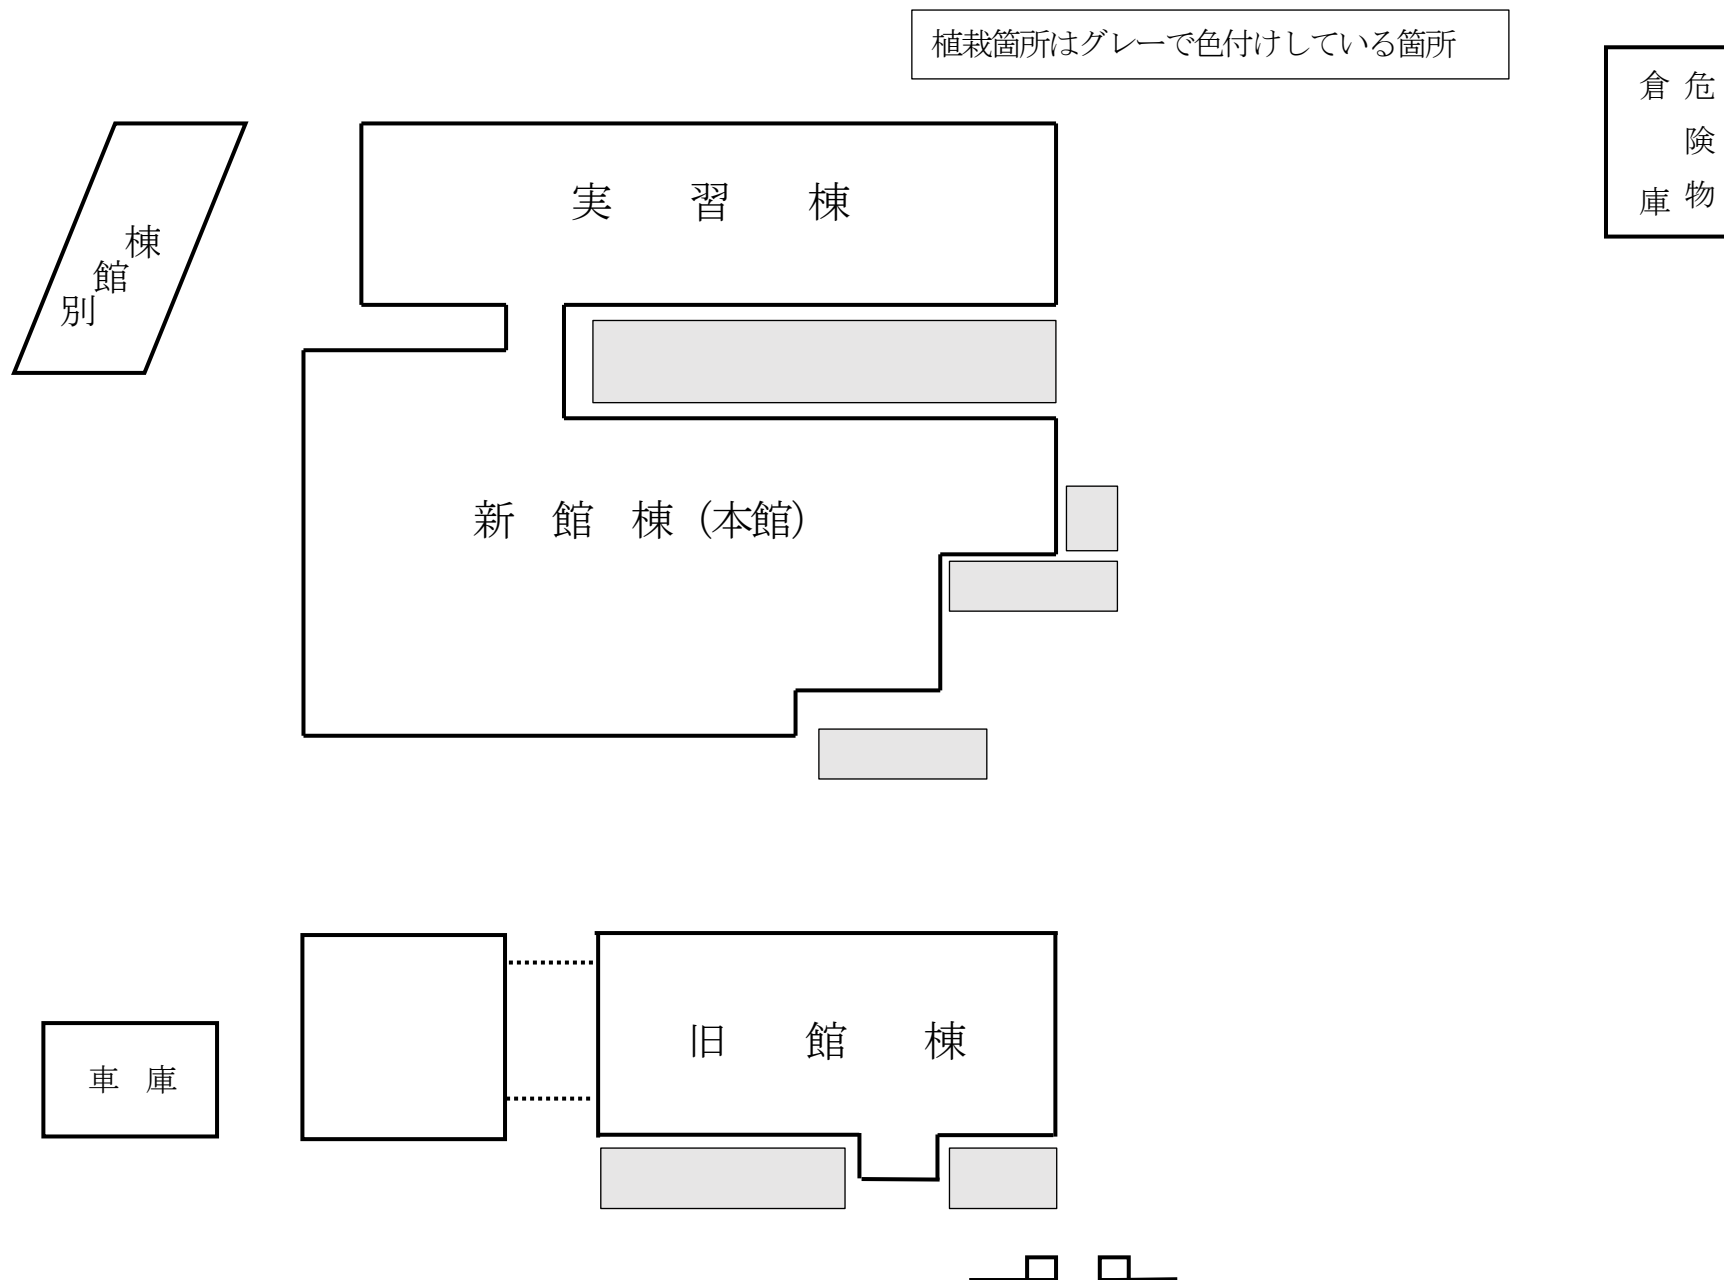 植栽箇所はグレーで色付けしている箇所
危険物
倉庫
実習棟
別館棟
新館棟(本館)
旧館棟
車庫